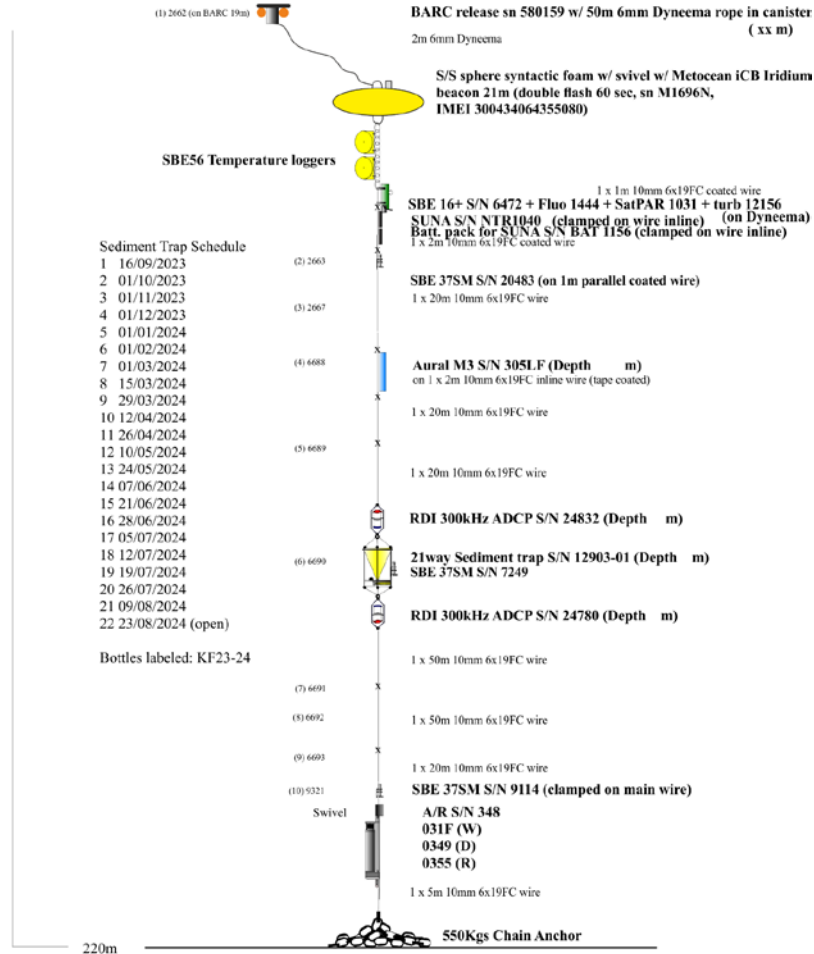 (1) 2662 (on BARC 19m)
BARC release sn 580159 w/ 50m 6mm Dyneema rope in canister
( xx m)
2m 6mm Dyneema
S/S sphere syntactic foam w/ svivel w/ Metocean iCB Iridium
beacon 21m (double flash 60 sec, sn M1696N,
IMEI 300434064355080)
SBE56 Temperature loggers
1 x 1m 10mm 6x19FC coated wire
SBE 16+ S/N 6472 + Fluo 1444 + SatPAR 1031 + turb 12156
(on Dyneema)
SUNA S/N NTR1040 (clamped on wire inline)
Batt. pack for SUNA S/N BAT 1156 (clamped on wire inline)
1 x 2m 10mm 6x19FC coated wire
Sediment Trap Schedule
1 16/09/2023
2 01/10/2023
3 01/11/2023
4 01/12/2023
5 01/01/2024
6 01/02/2024
7 01/03/2024
8 15/03/2024
9 29/03/2024
10 12/04/2024
11 26/04/2024
12 10/05/2024
13 24/05/2024
14 07/06/2024
15 21/06/2024
16 28/06/2024
17 05/07/2024
18 12/07/2024
19 19/07/2024
20 26/07/2024
21 09/08/2024
22 23/08/2024 (open)
Bottles labeled: KF23-24
(2) 2663
SBE 37SM S/N 20483 (on 1m parallel coated wire)
1 x 20m 10mm 6x19FC wire
(3) 2667
X
(4) 6688
Aural M3 S/N 305LF (Depth m)
on 1 x 2m 10mm 6x19FC inline wire (tape coated)
X
1 x 20m 10mm 6x19FC wire
X
(5) 6689
1 x 20m 10mm 6x19FC wire
RDI 300kHz ADCP S/N 24832 (Depth m)
(6) 6690
21way Sediment trap S/N 12903-01 (Depth m)
SBE 37SM S/N 7249
RDI 300kHz ADCP S/N 24780 (Depth m)
1 x 50m 10mm 6x19FC wire
(7) 6691
X
(8) 6692
1 x 50m 10mm 6x19FC wire
X
(9) 6693
1 x 20m 10mm 6x19FC wire
(10) 9321
SBE 37SM S/N 9114 (clamped on main wire)
Swivel
A/R S/N 348
031F (W)
0349 (D)
0355 (R)
1 x 5m 10mm 6x19FC wire
550Kgs Chain Anchor
220m